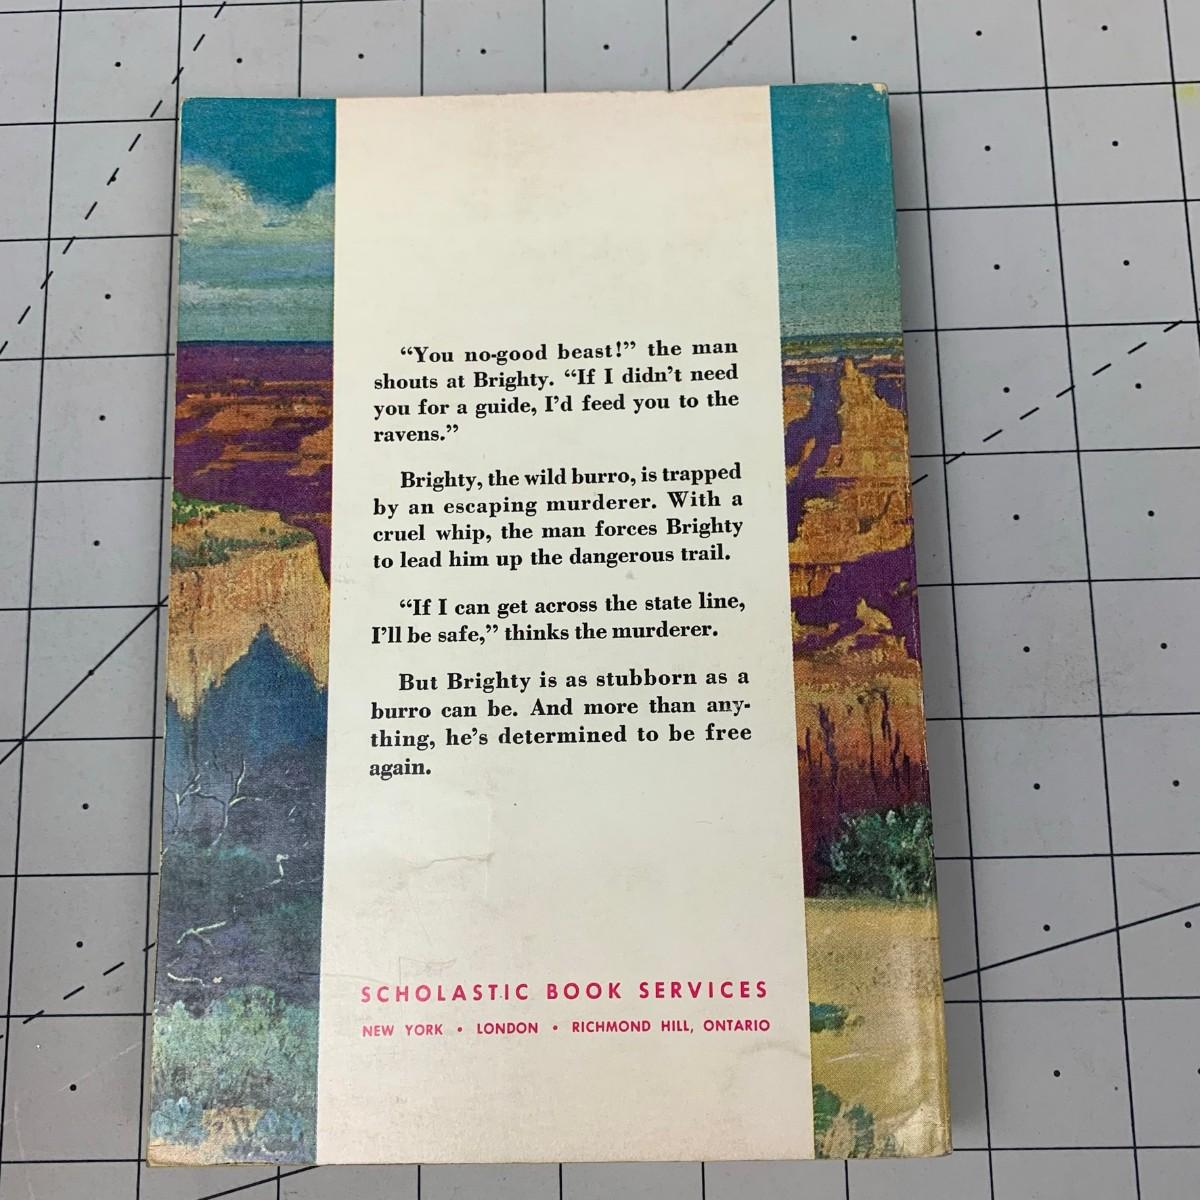 “You no-good beast!” the man
shouts at Brighty. “If I didn’t need
you for a guide, I’d feed you to the
ravens.”
Brighty, the wild burro, is trapped
by an escaping murderer. With a
cruel whip, the man forces Brighty
to lead him up the dangerous trail.
“If I can get across the state line,
I’ll be safe,” thinks the murderer.
But Brighty is as stubborn as a
burro can be. And more than any-
thing, he’s determined to be free
again.
SCHOLASTIC BOOK SERVICES
NEW YORK • LONDON • RICHMOND HILL, ONTARIO